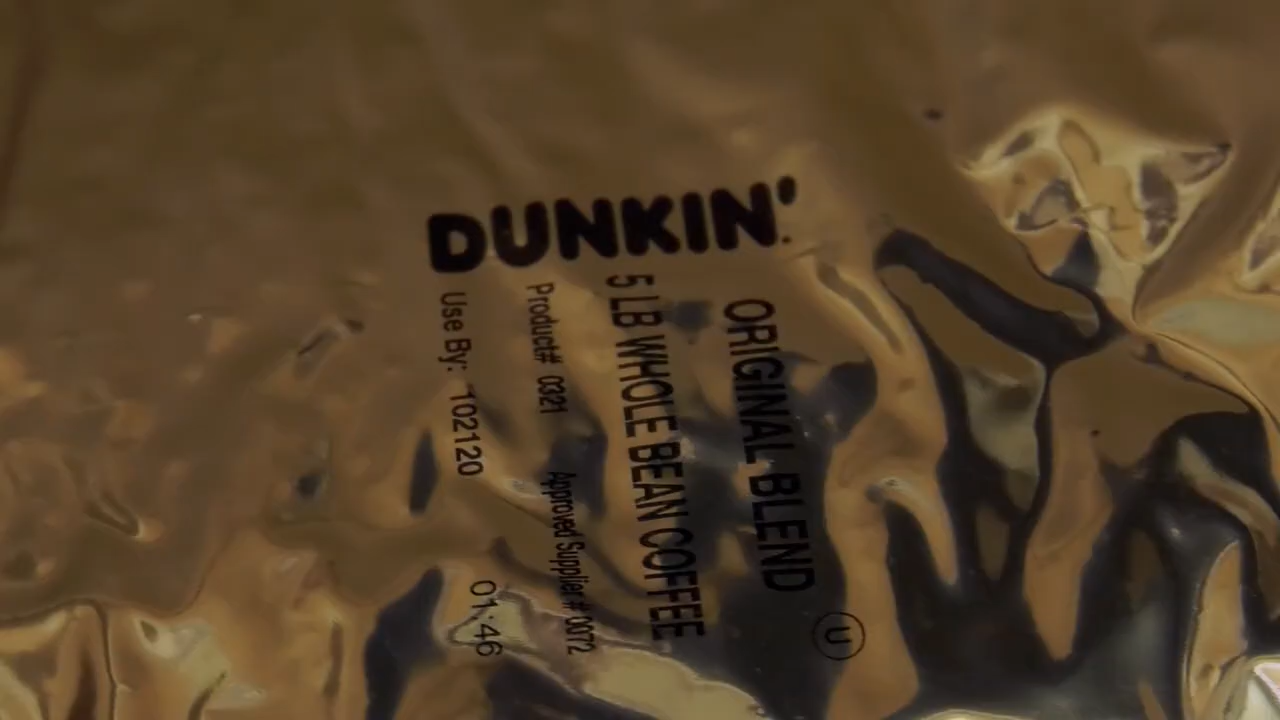 DUNKIN'
ORIGINAL BLEND
5 LB WHOLE BEAN COFFEE
Product# 0321 Approved Supplier# 0072
Use By: 102120 01:46
U